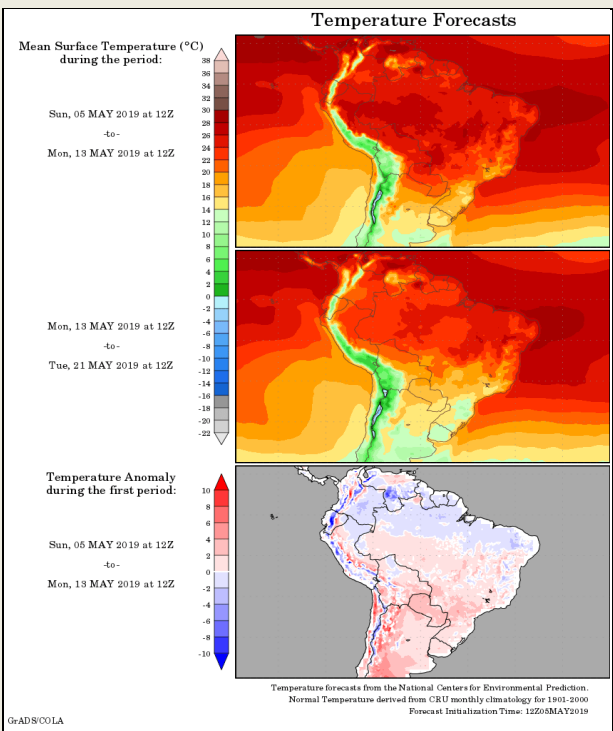 Temperature Forecasts
Mean Surface Temperature (°C)
during the period:
Sun, 05 MAY 2019 at 12Z
-to-
Mon, 13 MAY 2019 at 12Z
38
36
34
32
30
28
26
24
22
20
18
16
14
12
10
8
6
4
2
0
-2
-4
-6
-8
-10
-12
-14
-16
-18
-20
-22
Mon, 13 MAY 2019 at 12Z
-to-
Tue, 21 MAY 2019 at 12Z
Temperature Anomaly
during the first period:
Sun, 05 MAY 2019 at 12Z
-to-
Mon, 13 MAY 2019 at 12Z
10
8
6
4
2
0
-2
-4
-6
-8
-10
Temperature forecasts from the National Centers for Environmental Prediction.
Normal Temperature derived from CRU monthly climatology for 1901-2000
Forecast Initialization Time: 12Z05MAY2019
GrADS/COLA